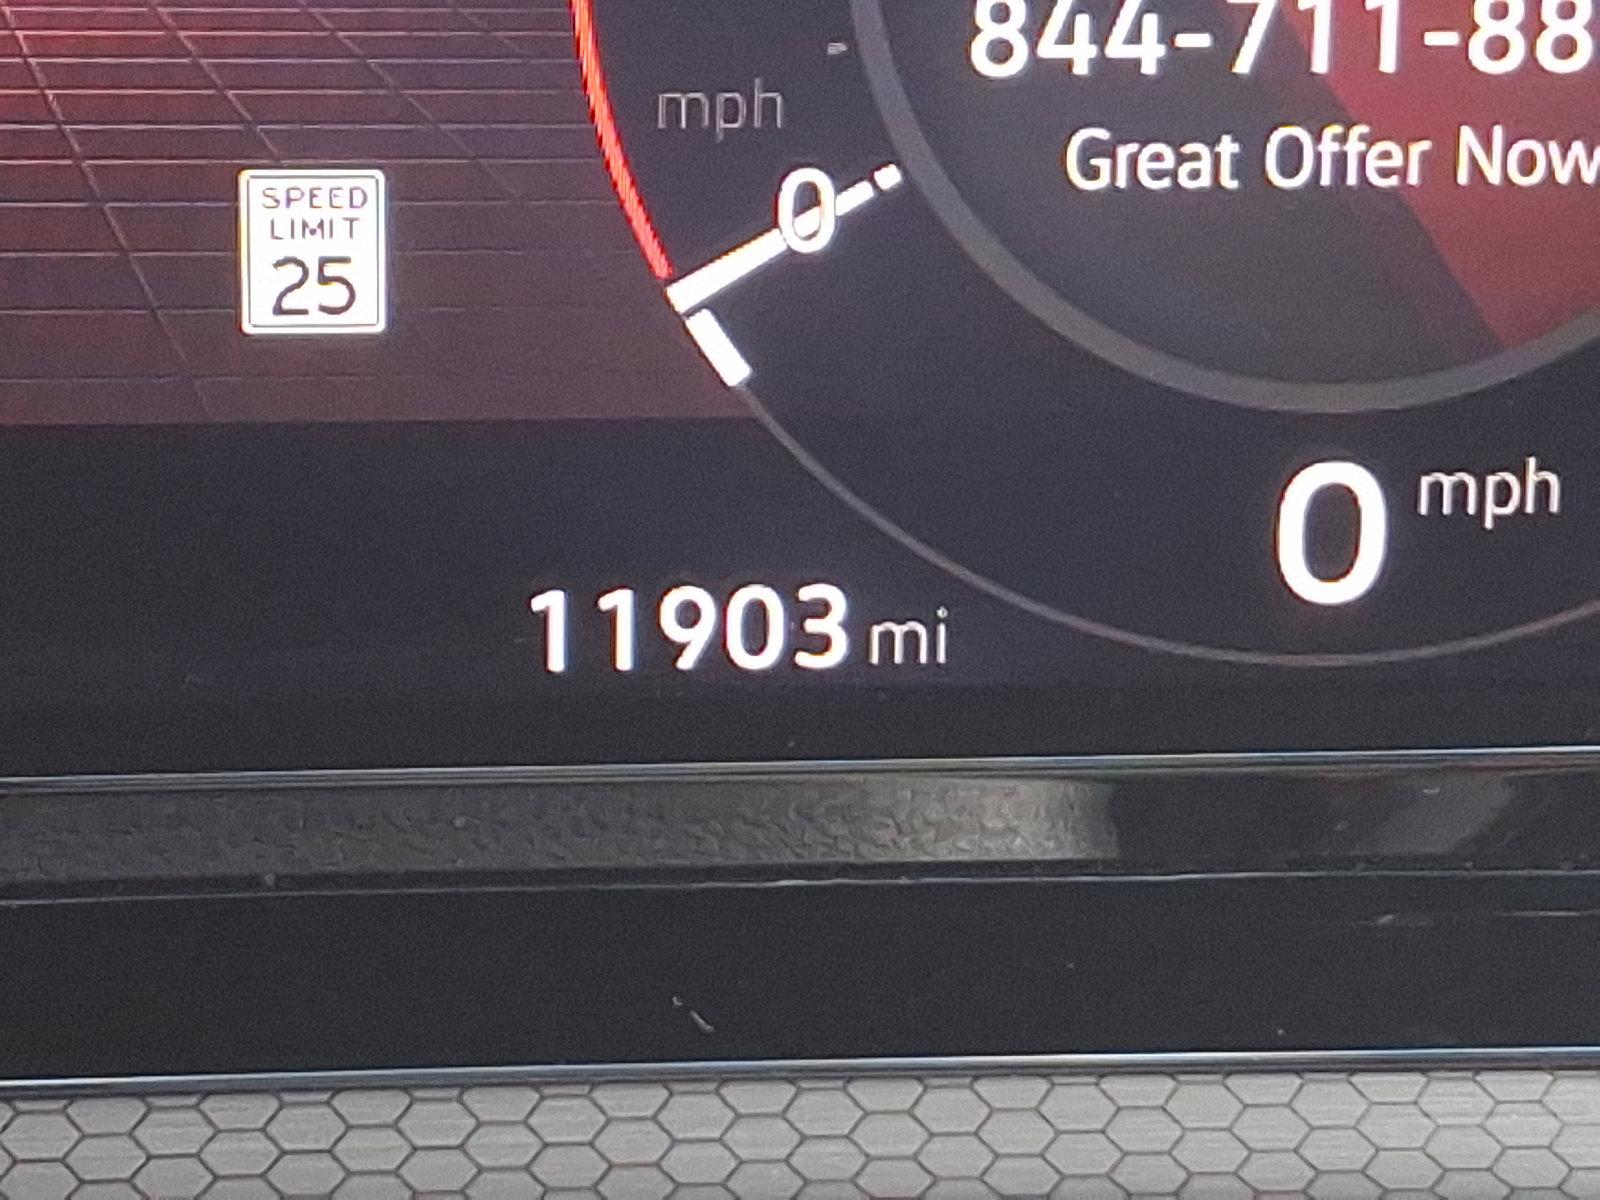 844-711-88
mph
Great Offer Now
0
SPEED
LIMIT
25
0 mph
11903 mi